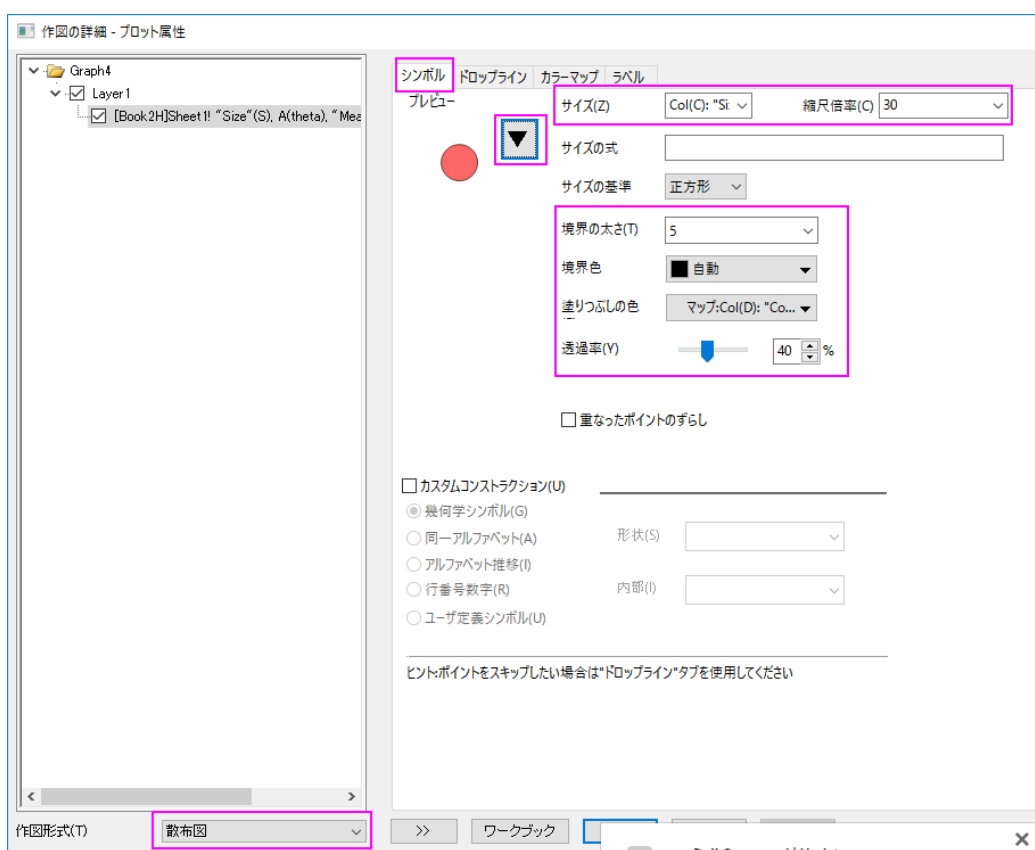 作図の詳細 - プロット属性
Graph4
Layer1
[Book2H]Sheet1! "Size"(S), A(theta), "Mea
シンボル ドロップライン カラーマップ ラベル
プレビュー
サイズ(Z) Col(C): "Si 縮尺倍率(C) 30
サイズの式
サイズの基準 正方形
境界の太さ(T) 5
境界色 自動
塗りつぶしの色 マップ:Col(D): "Co...
透過率(Y) 40 %
重なったポイントのずらし
カスタムコンストラクション(U)
幾何学シンボル(G)
同一アルファベット(A) 形状(S)
アルファベット推移(I)
行番号数字(R) 内部(I)
ユーザ定義シンボル(U)
ヒント:ポイントをスキップしたい場合は"ドロップライン"タブを使用してください
作図形式(T) 散布図 >> ワークブック